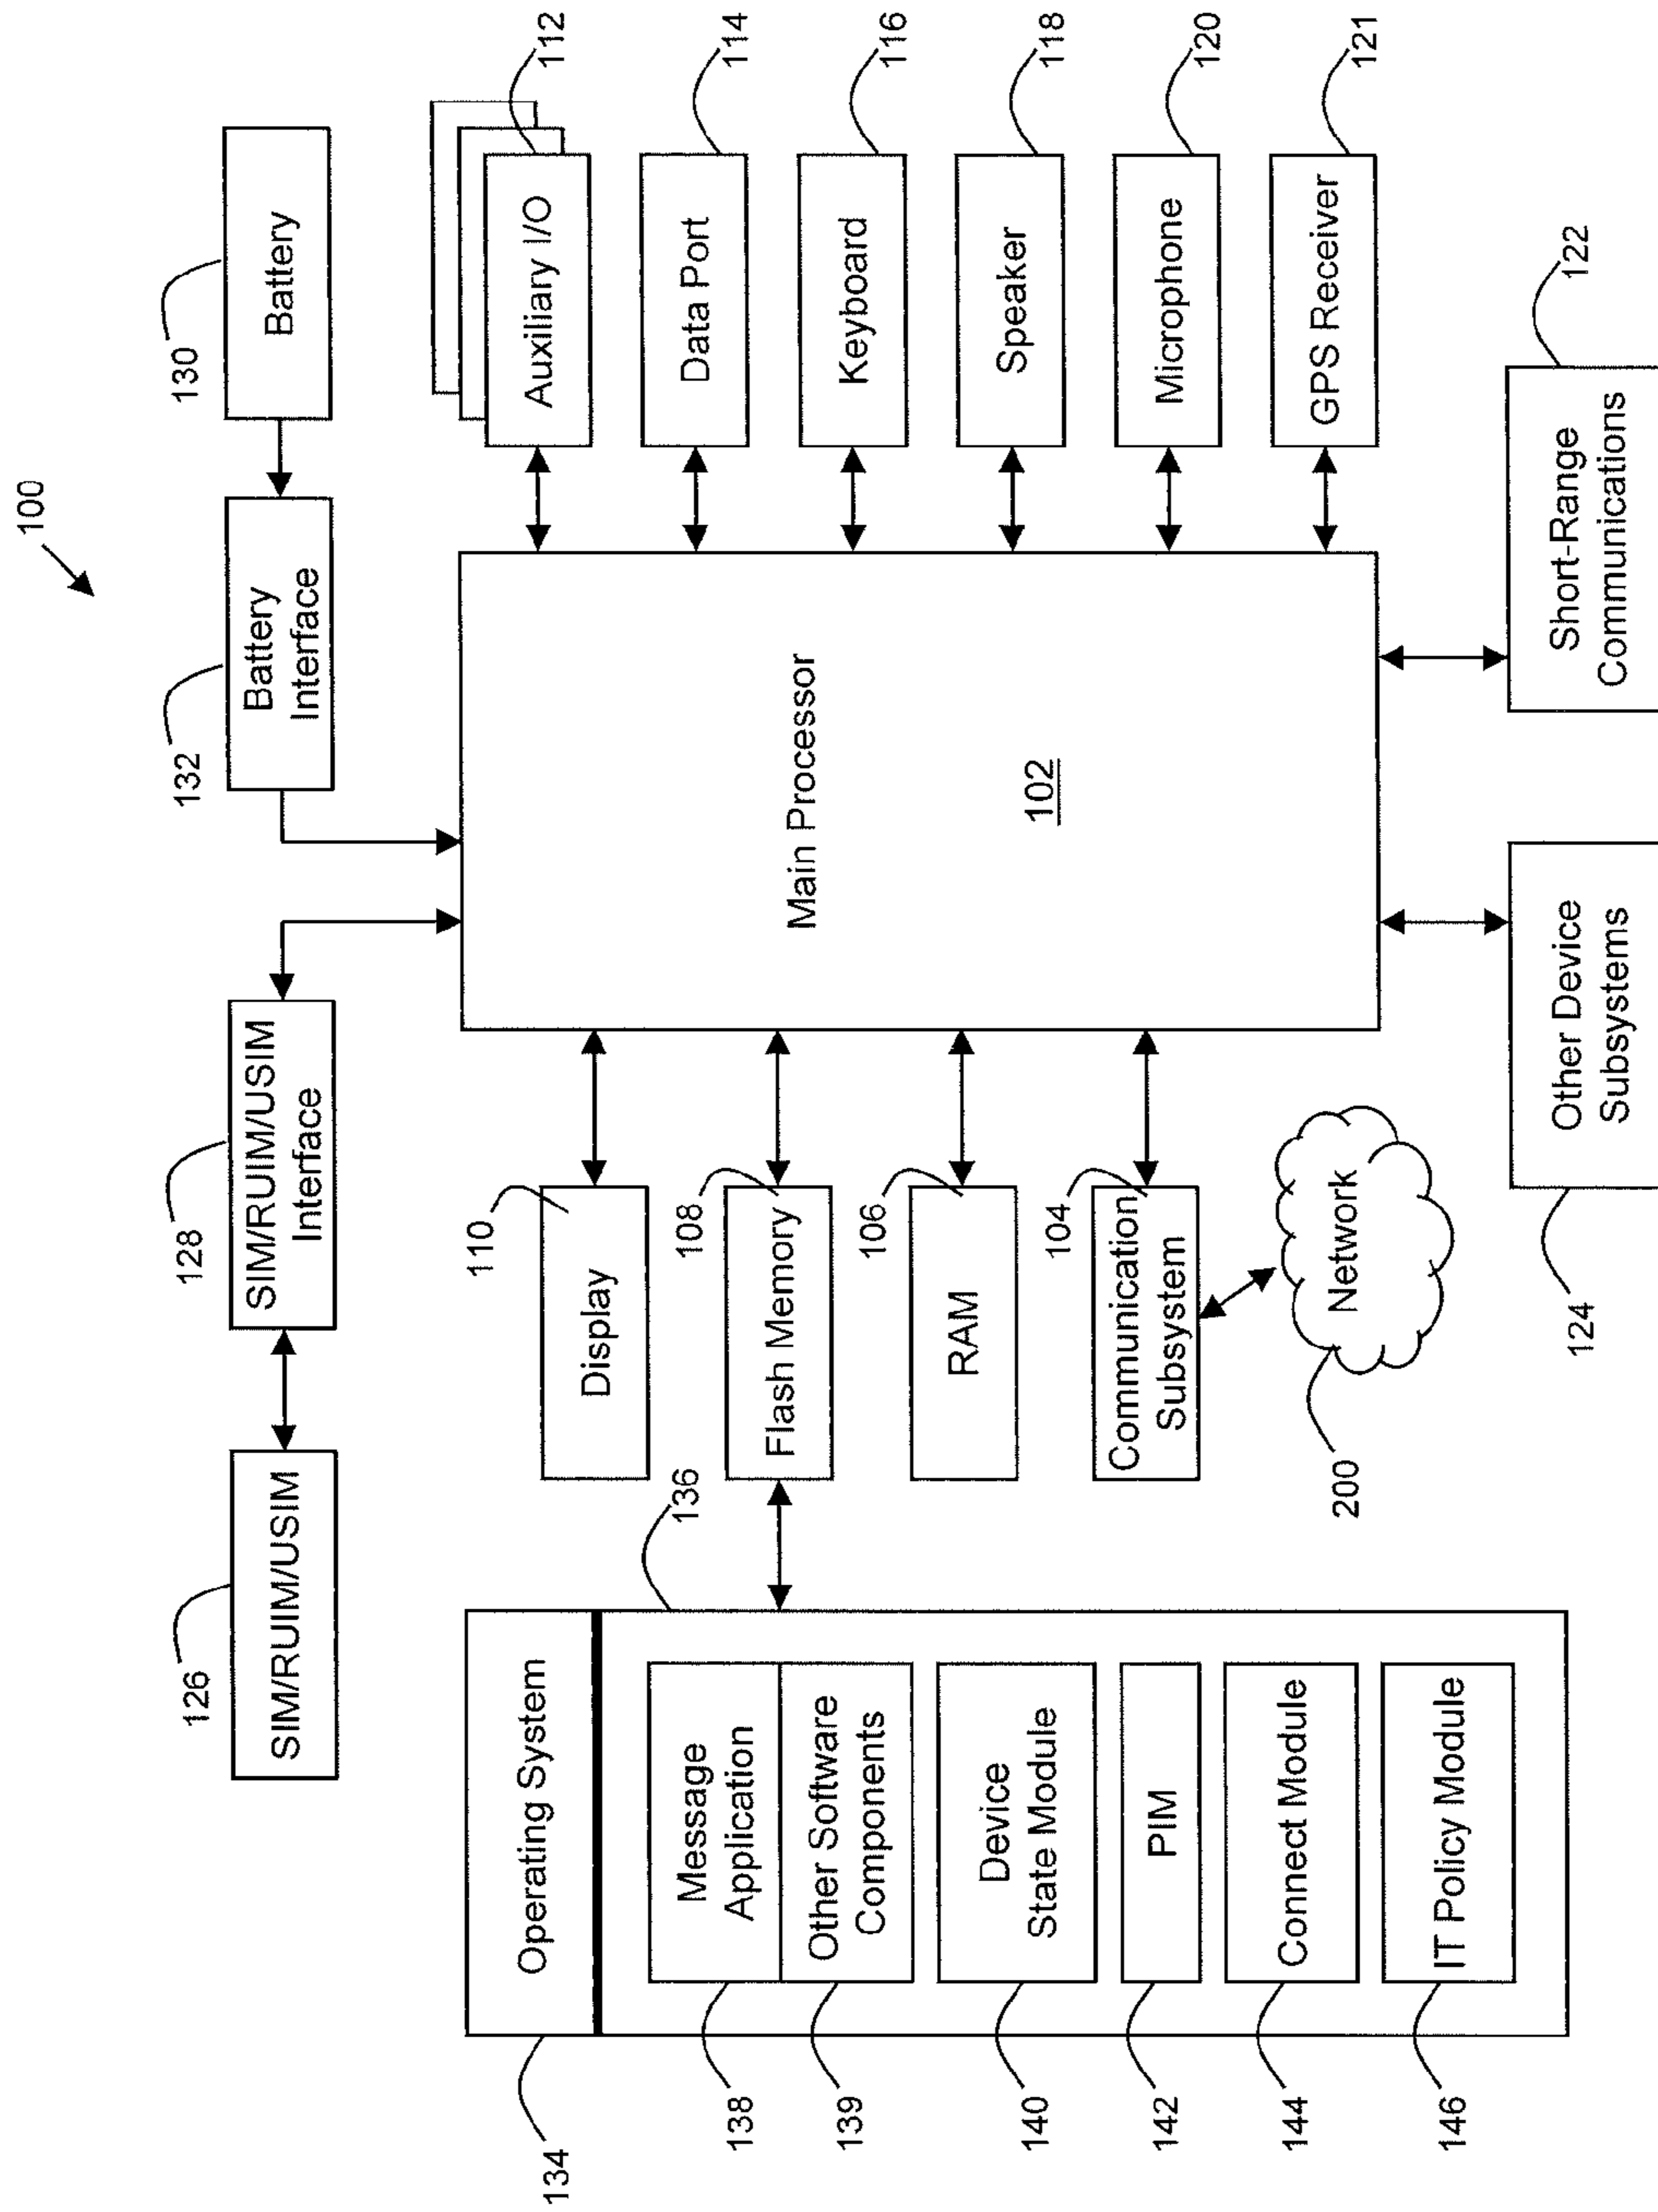 100
126
SIM/RUIM/USIM
128
SIM/RUIM/USIM
Interface
132
Battery
Interface
130
Battery
134
Operating System
136
138
Message
Application
139
Other Software
Components
140
Device
State Module
142
PIM
144
Connect Module
146
IT Policy Module
110
Display
108
Flash Memory
106
RAM
104
Communication
Subsystem
200
Network
Main Processor
102
112
Auxiliary I/O
114
Data Port
116
Keyboard
118
Speaker
120
Microphone
121
GPS Receiver
124
Other Device
Subsystems
122
Short-Range
Communications